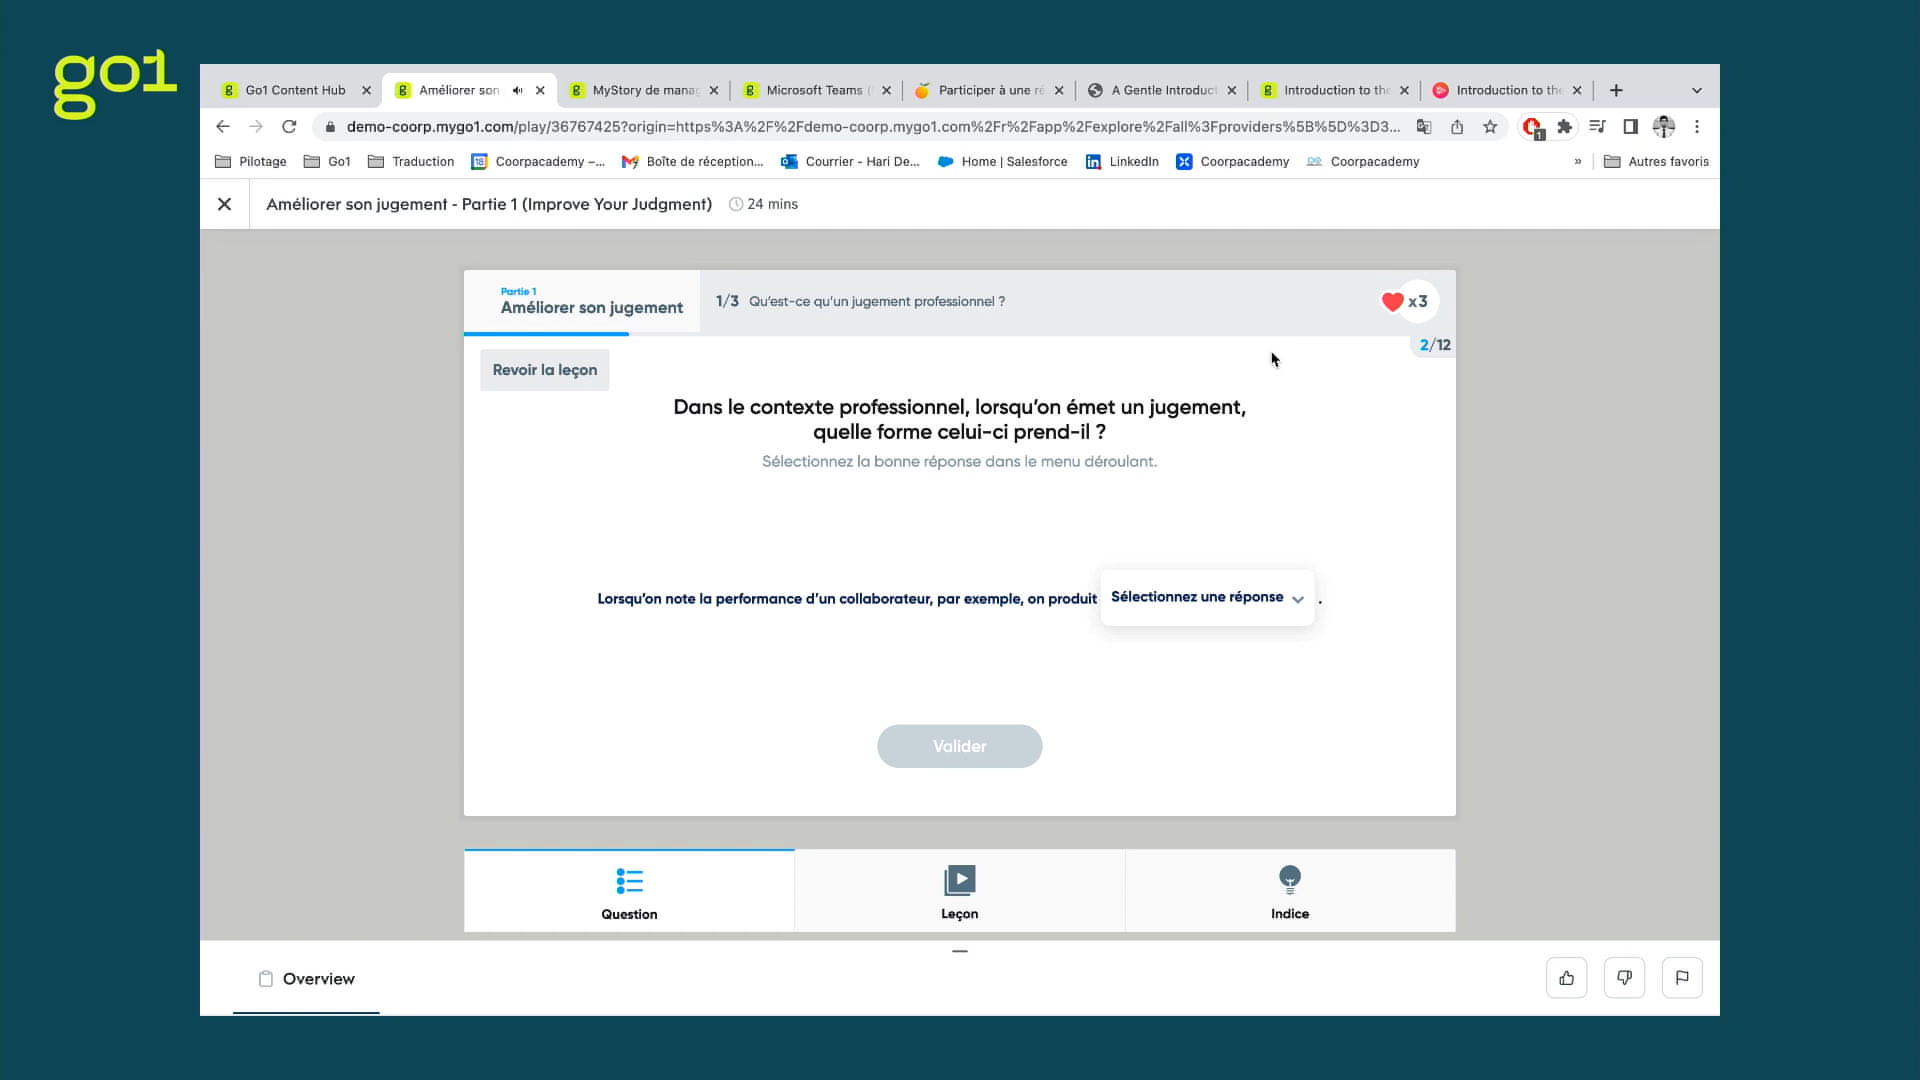 go1
Go1 Content Hub
Améliorer son
MyStory de manag
Microsoft Teams (
Participer à une ré
A Gentle Introduct
Introduction to the
Introduction to the
demo-coorp.mygo1.com/play/36767425?origin=https%3A%2F%2Fdemo-coorp.mygo1.com%2Fr%2Fapp%2Fexplore%2Fall%3Fproviders%5B%5D%3D3...
1
Pilotage
Go1
Traduction
18
Coorpacademy –...
Boîte de réception...
Courrier - Hari De...
Home | Salesforce
LinkedIn
Coorpacademy
Coorpacademy
»
Autres favoris
Améliorer son jugement - Partie 1 (Improve Your Judgment)
24 mins
Partie 1
Améliorer son jugement
1/3 Qu'est-ce qu'un jugement professionnel ?
x3
2/12
Revoir la leçon
Dans le contexte professionnel, lorsqu'on émet un jugement,
quelle forme celui-ci prend-il ?
Sélectionnez la bonne réponse dans le menu déroulant.
Lorsqu'on note la performance d'un collaborateur, par exemple, on produit Sélectionnez une réponse .
Valider
Question
Leçon
Indice
Overview